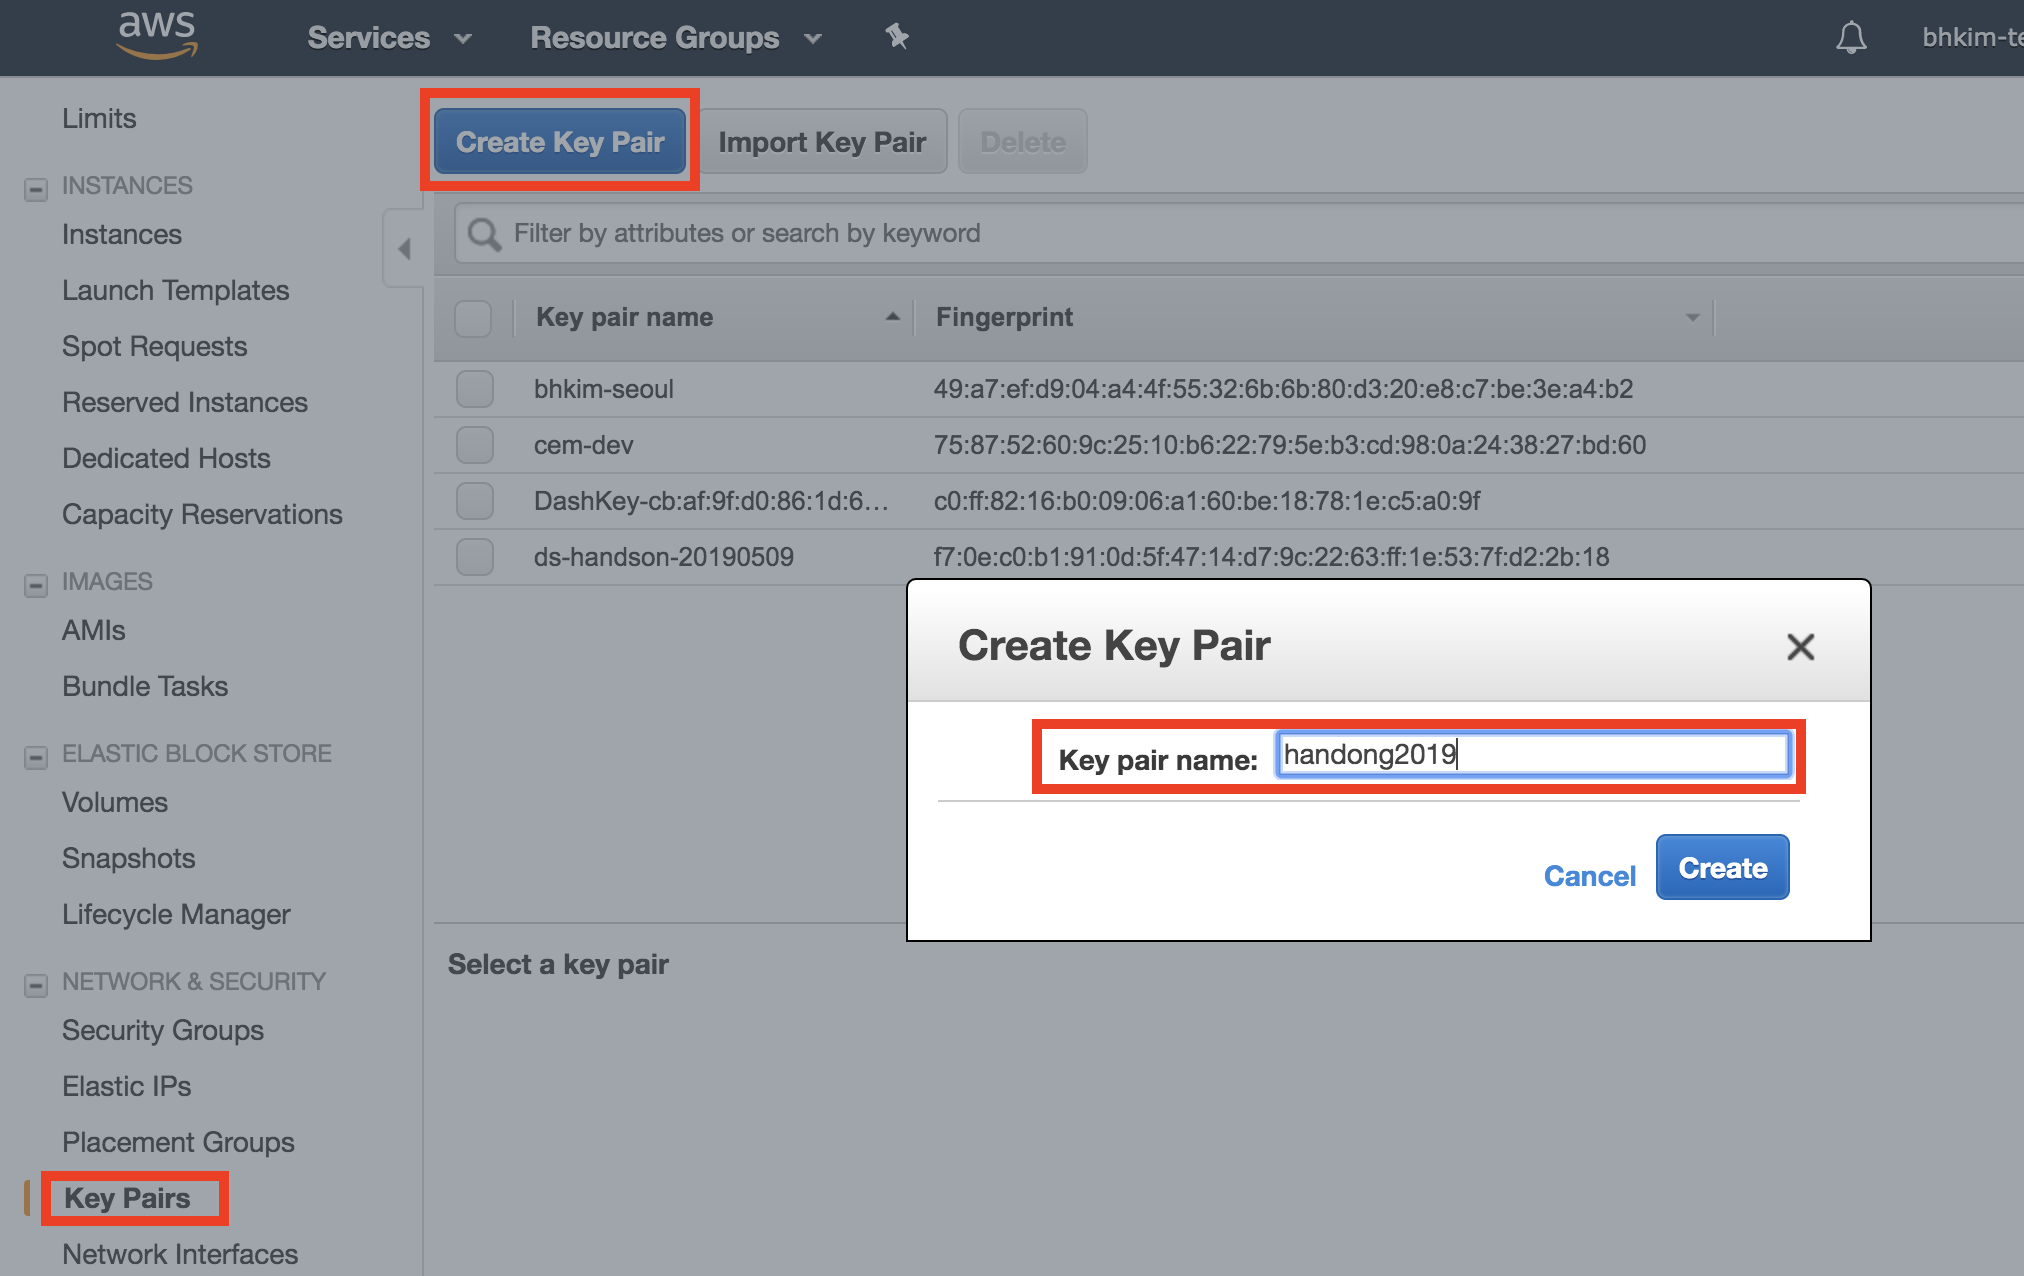 aws
Services
Resource Groups
bhkim-te
Limits
INSTANCES
Instances
Launch Templates
Spot Requests
Reserved Instances
Dedicated Hosts
Capacity Reservations
IMAGES
AMIs
Bundle Tasks
ELASTIC BLOCK STORE
Volumes
Snapshots
Lifecycle Manager
NETWORK & SECURITY
Security Groups
Elastic IPs
Placement Groups
Key Pairs
Network Interfaces
Create Key Pair
Import Key Pair
Delete
Filter by attributes or search by keyword
Key pair name
Fingerprint
bhkim-seoul 49:a7:ef:d9:04:a4:4f:55:32:6b:6b:80:d3:20:e8:c7:be:3e:a4:b2
cem-dev 75:87:52:60:9c:25:10:b6:22:79:5e:b3:cd:98:0a:24:38:27:bd:60
DashKey-cb:af:9f:d0:86:1d:6... c0:ff:82:16:b0:09:06:a1:60:be:18:78:1e:c5:a0:9f
ds-handson-20190509 f7:0e:c0:b1:91:0d:5f:47:14:d7:9c:22:63:ff:1e:53:7f:d2:2b:18
Create Key Pair
Key pair name: handong2019
Cancel
Create
Select a key pair